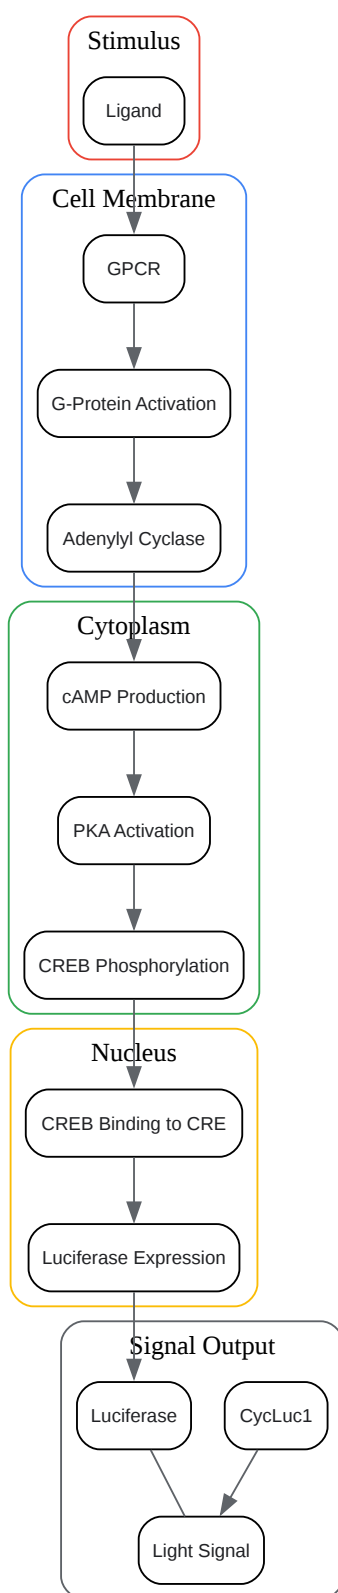 Stimulus
Ligand
Cell Membrane
GPCR
G-Protein Activation
Adenylyl Cyclase
Cytoplasm
cAMP Production
PKA Activation
CREB Phosphorylation
Nucleus
CREB Binding to CRE
Luciferase Expression
Signal Output
Luciferase
CycLuc1
Light Signal